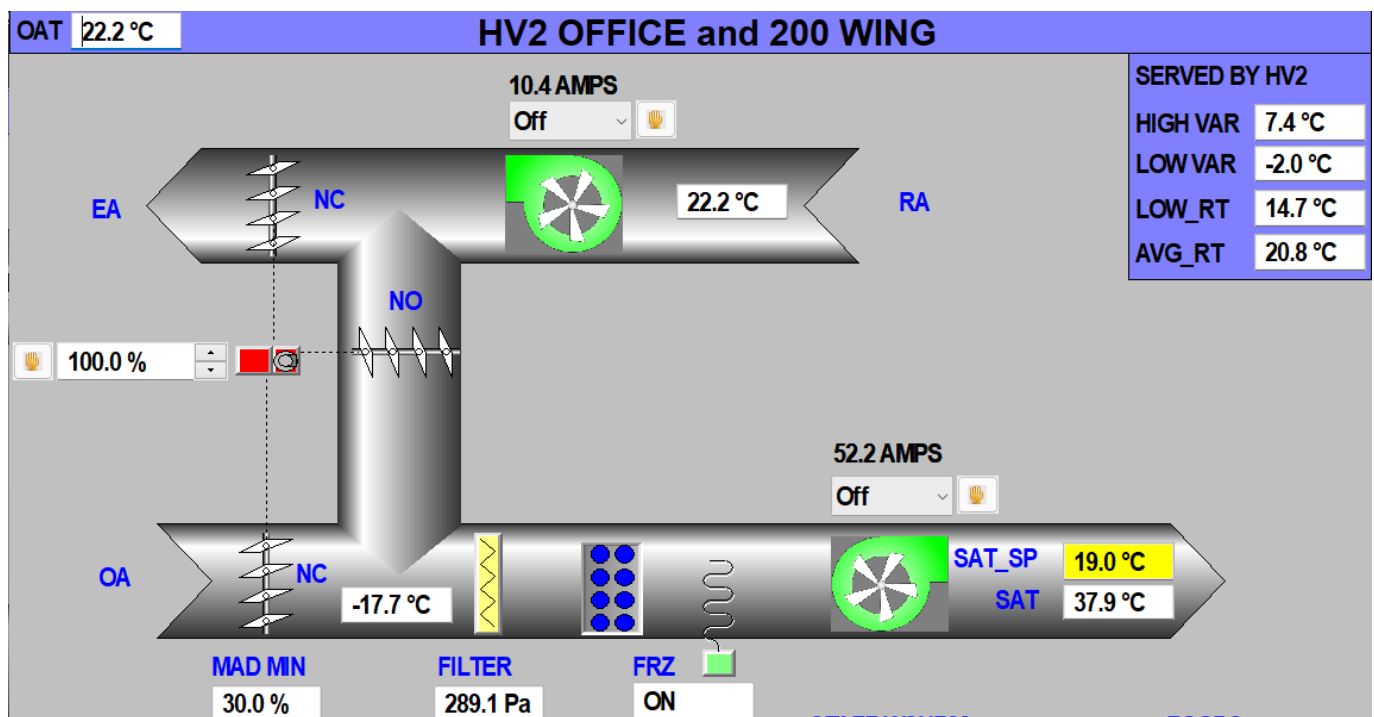 OAT 22.2 °C HV2 OFFICE and 200 WING
SERVED BY HV2
HIGH VAR 7.4 °C
LOW VAR -2.0 °C
LOW_RT 14.7 °C
AVG_RT 20.8 °C
10.4 AMPS
Off
EA NC 22.2 °C RA
NO
100.0 %
52.2 AMPS
Off
OA NC -17.7 °C
SAT_SP 19.0 °C
SAT 37.9 °C
MAD MIN FILTER FRZ
30.0 % 289.1 Pa ON